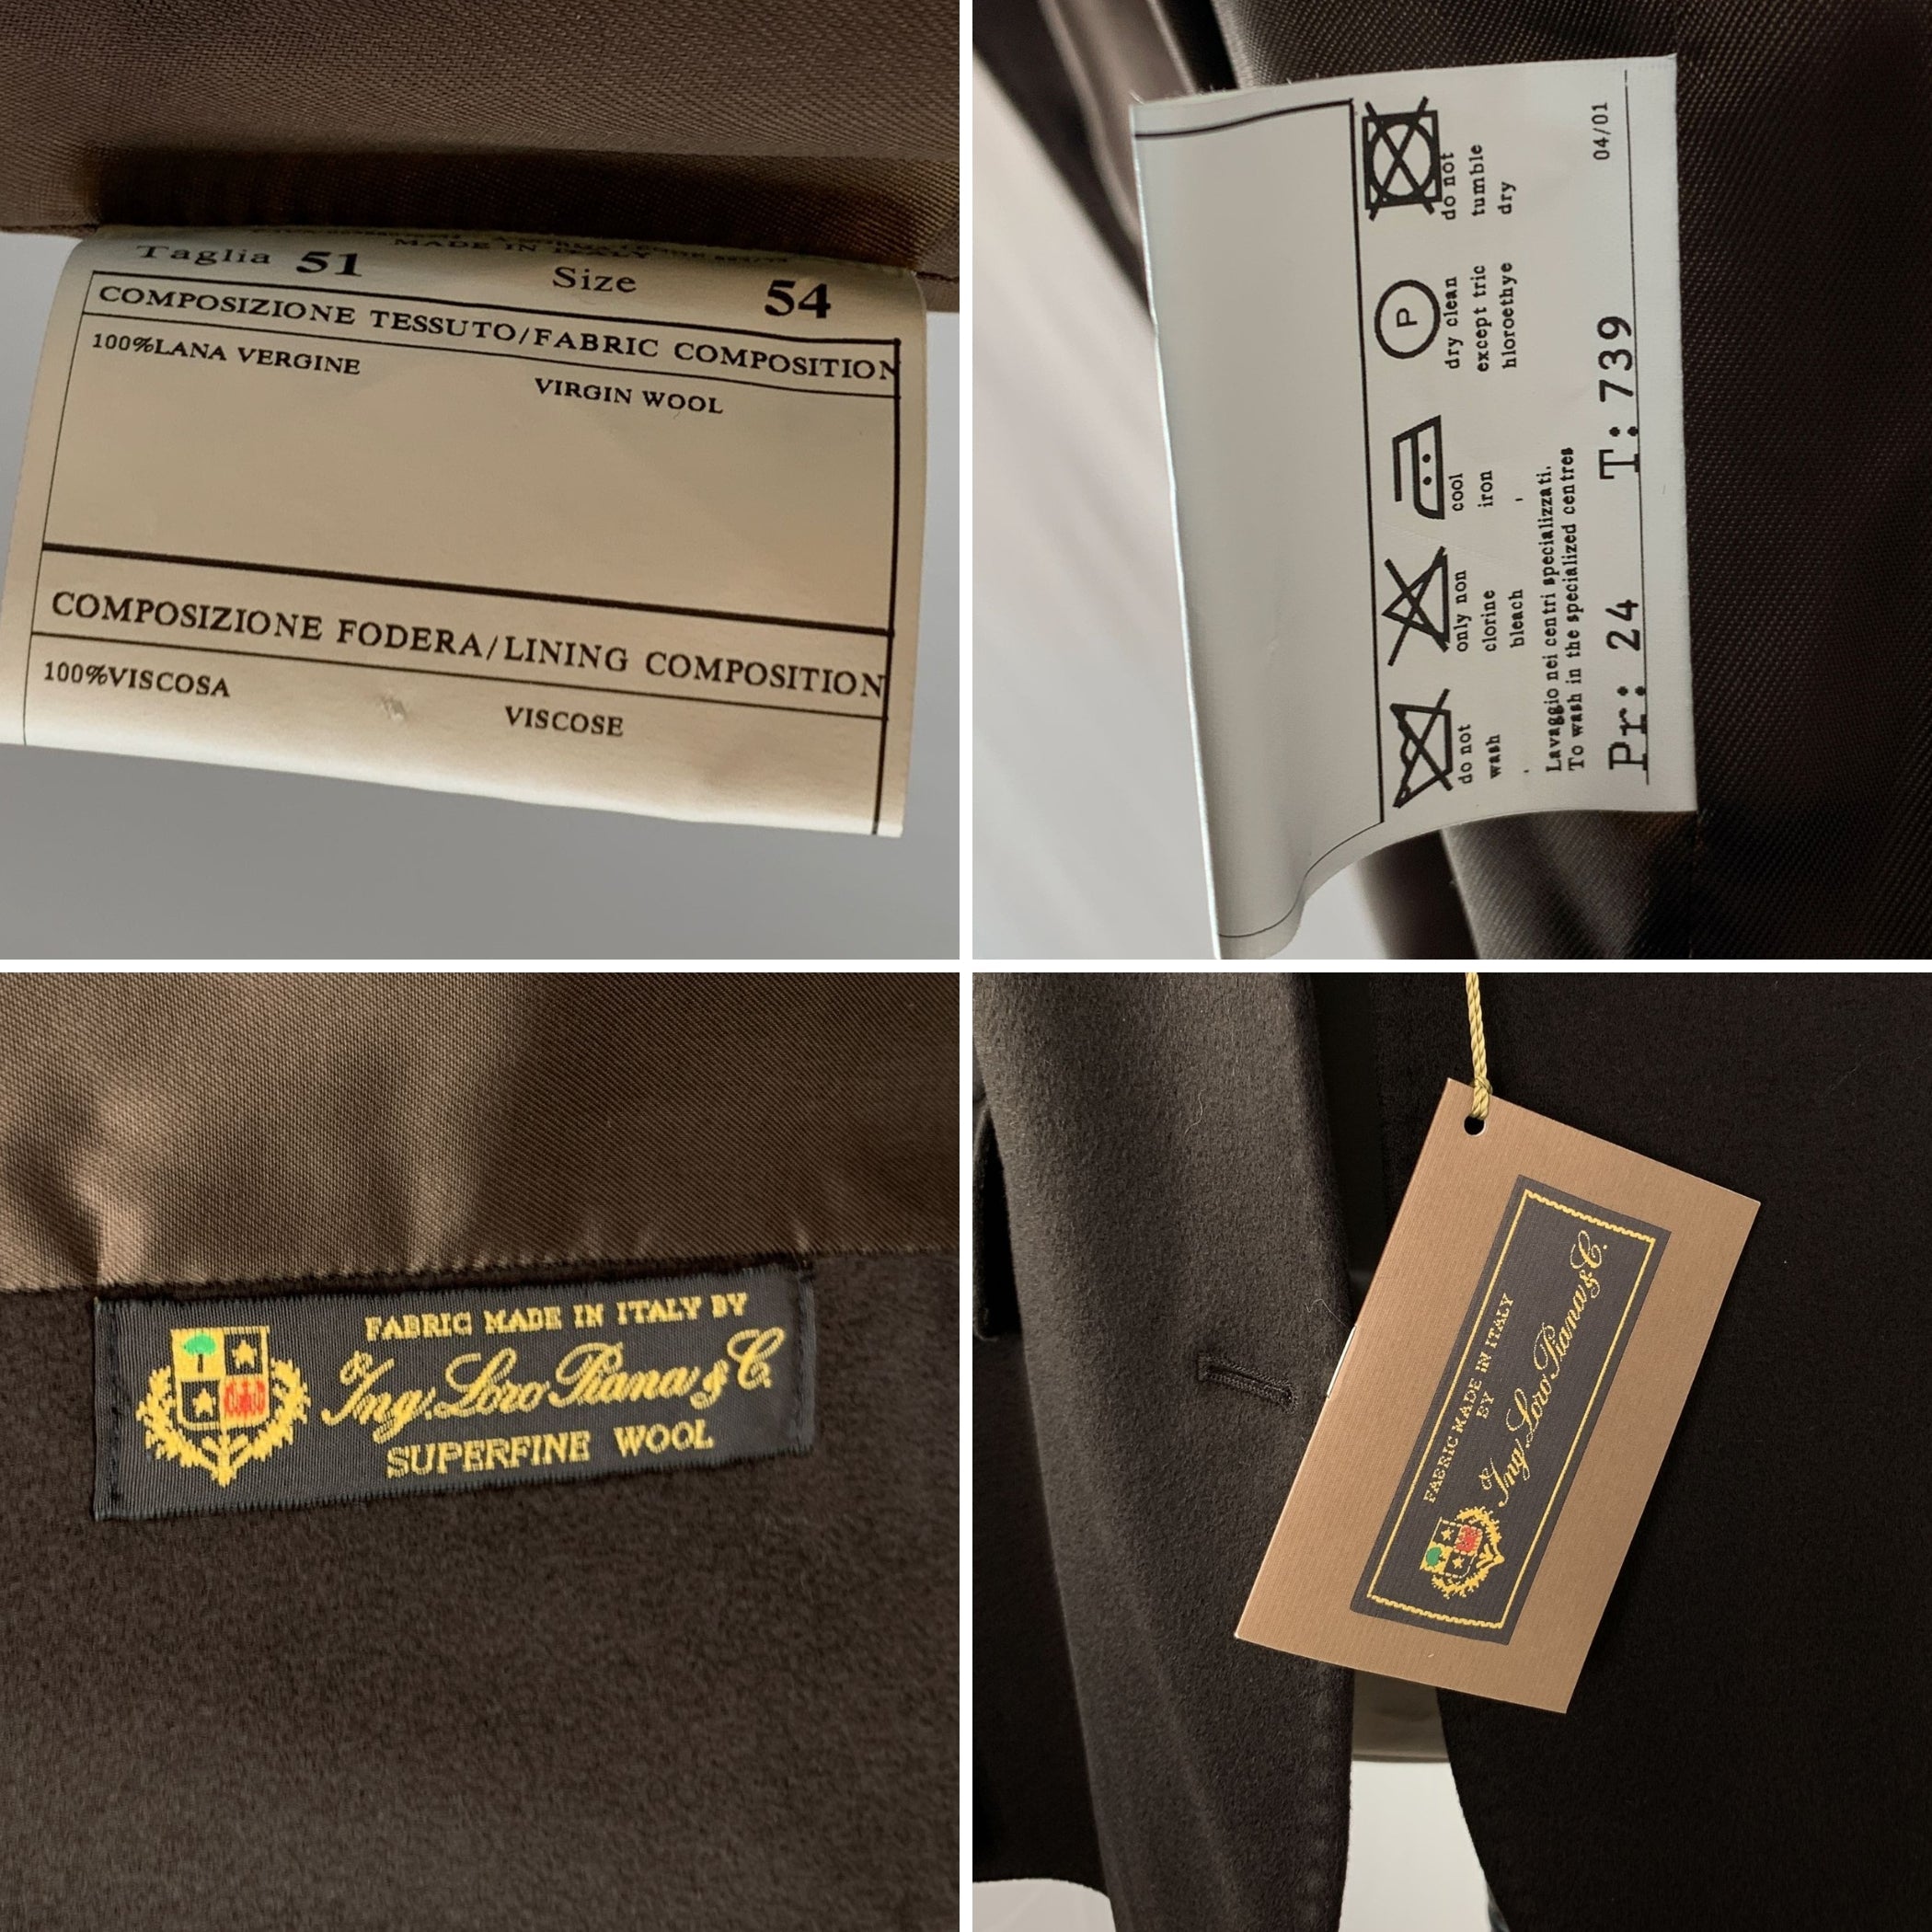 MADE IN ITALY
Taglia 51 Size 54
COMPOSIZIONE TESSUTO/FABRIC COMPOSITION
100%LANA VERGINE VIRGIN WOOL
COMPOSIZIONE FODERA/LINING COMPOSITION
100%VISCOSA VISCOSE
do not wash
only non clorine bleach
cool iron
P
dry clean except tric hloroethye
do not tumble dry
Lavaggio nei centri specializzati.
To wash in the specialized centres
Pr: 24 T: 739 04/01
FABRIC MADE IN ITALY BY
Ing. Loro Piana & C.
SUPERFINE WOOL
FABRIC MADE IN ITALY
BY
Ing. Loro Piana & C.